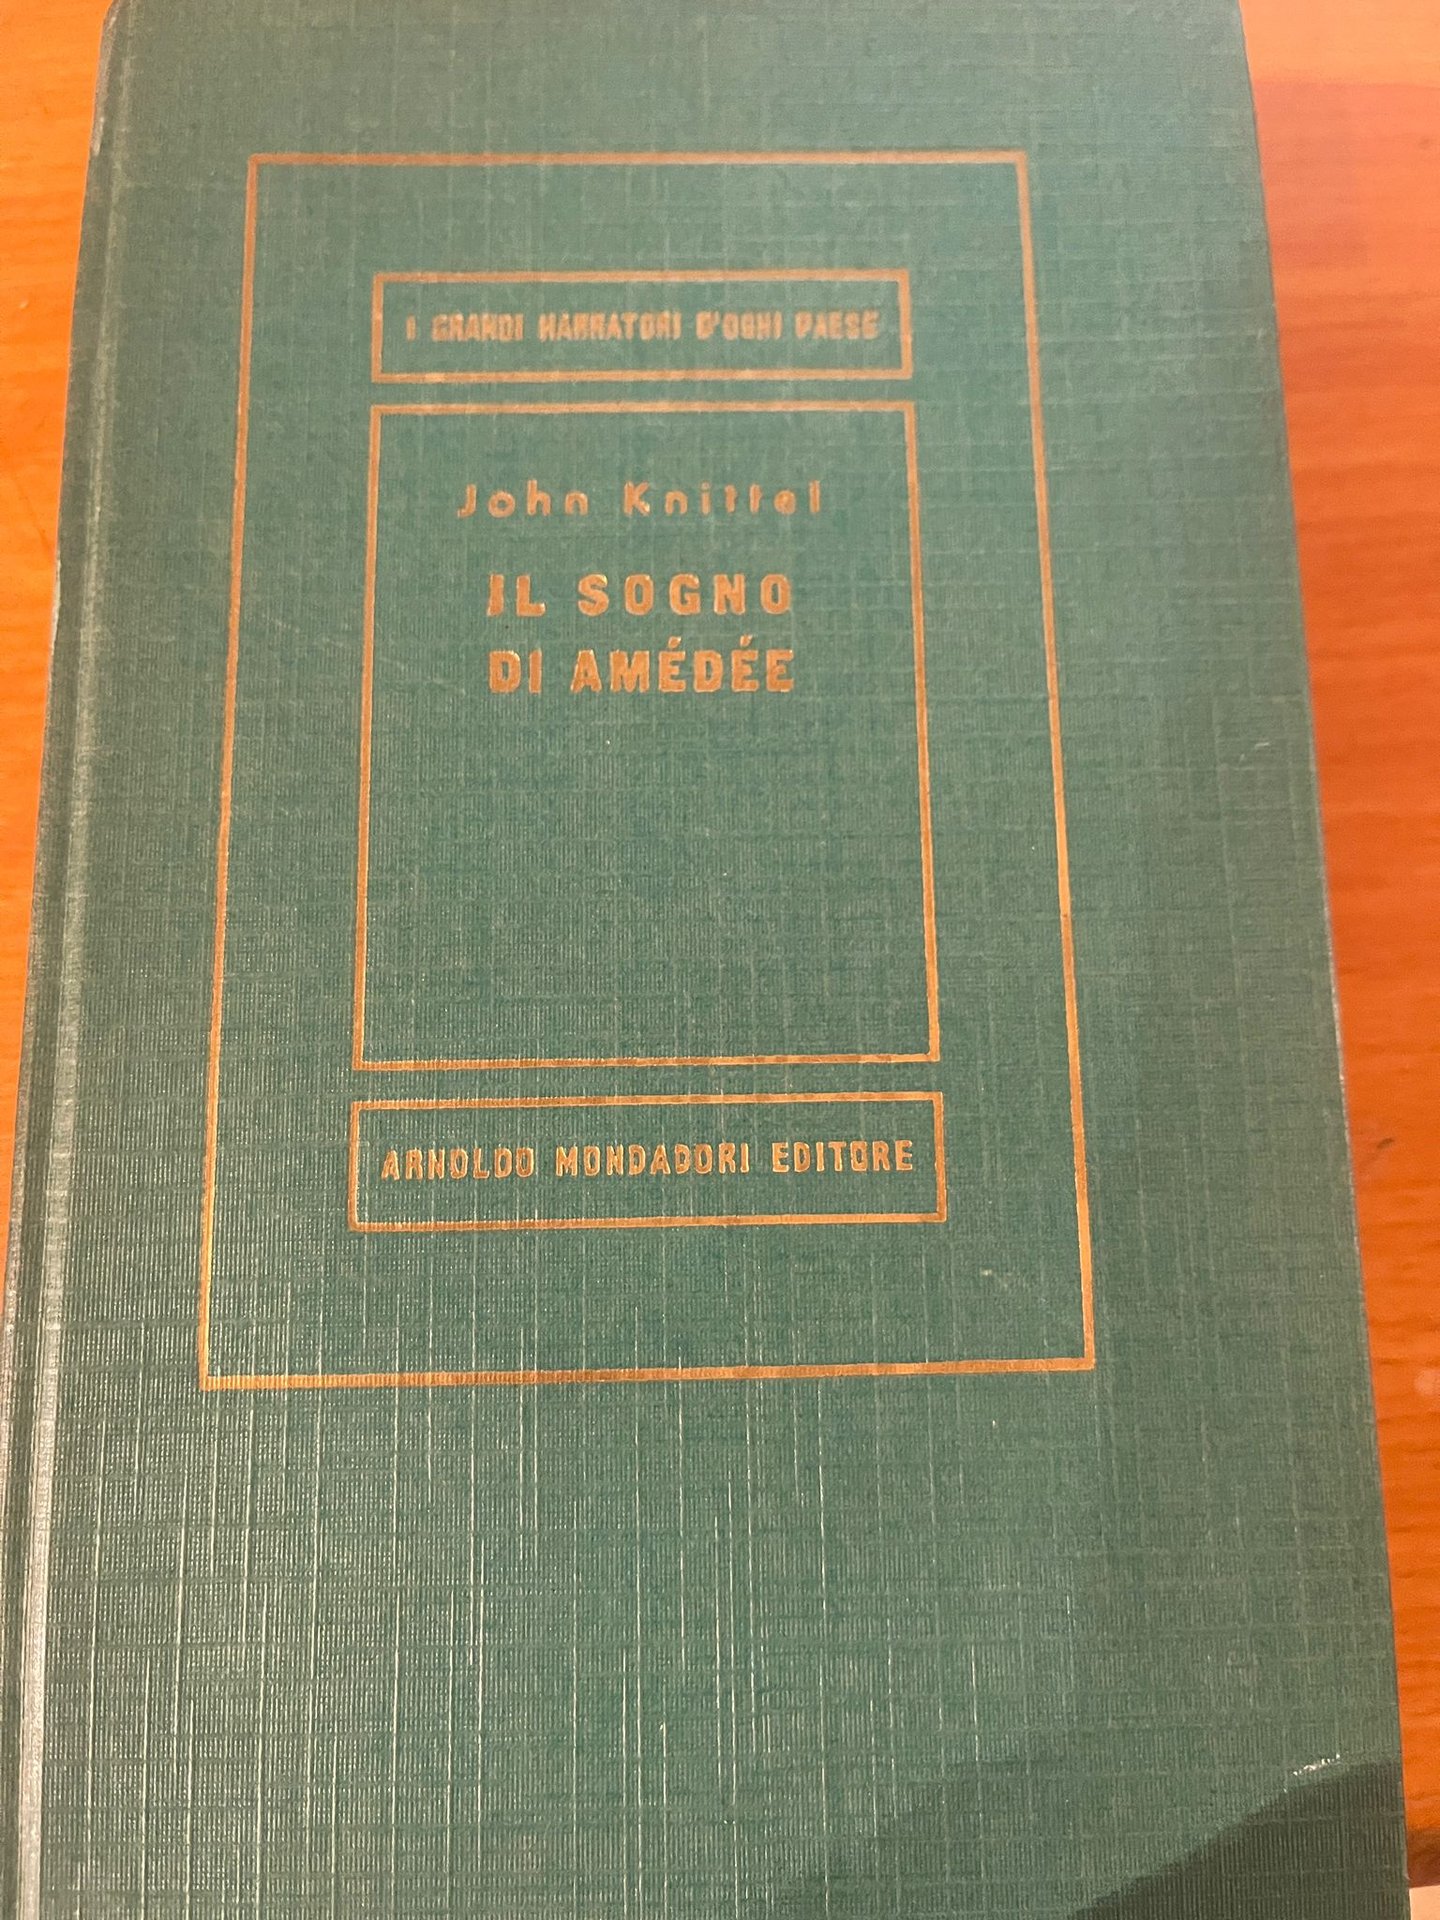 I GRANDI NARRATORI D'OGNI PAESE
John Knittel
IL SOGNO
DI AMÉDÉE
ARNOLDO MONDADORI EDITORE